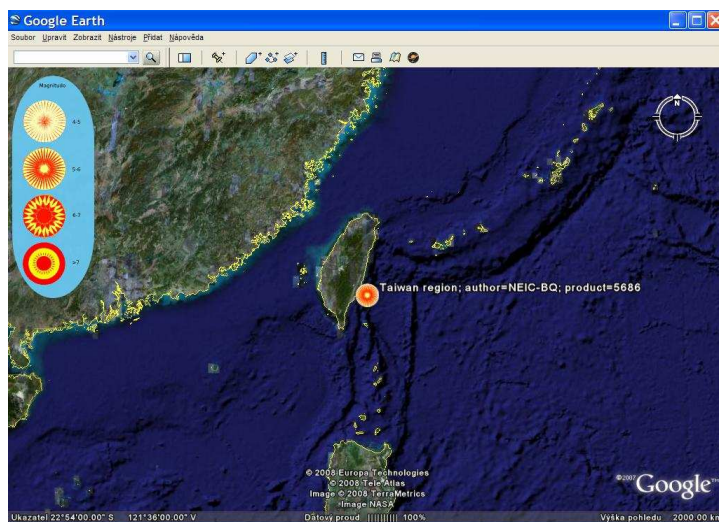 Google Earth
Soubor Upravit Zobrazit Nástroje Přidat Nápověda
Magnitudo
4-5
5-6
6-7
>7
N
Taiwan region; author=NEIC-BQ; product=5686
© 2008 Europa Technologies
© 2008 Tele Atlas
Image © 2008 TerraMetrics
Image NASA
©2007 Google™
Ukazatel 22°54'00.00" S 121°36'00.00" V Datový proud ||||||||| 100% Výška pohledu 2000.00 km